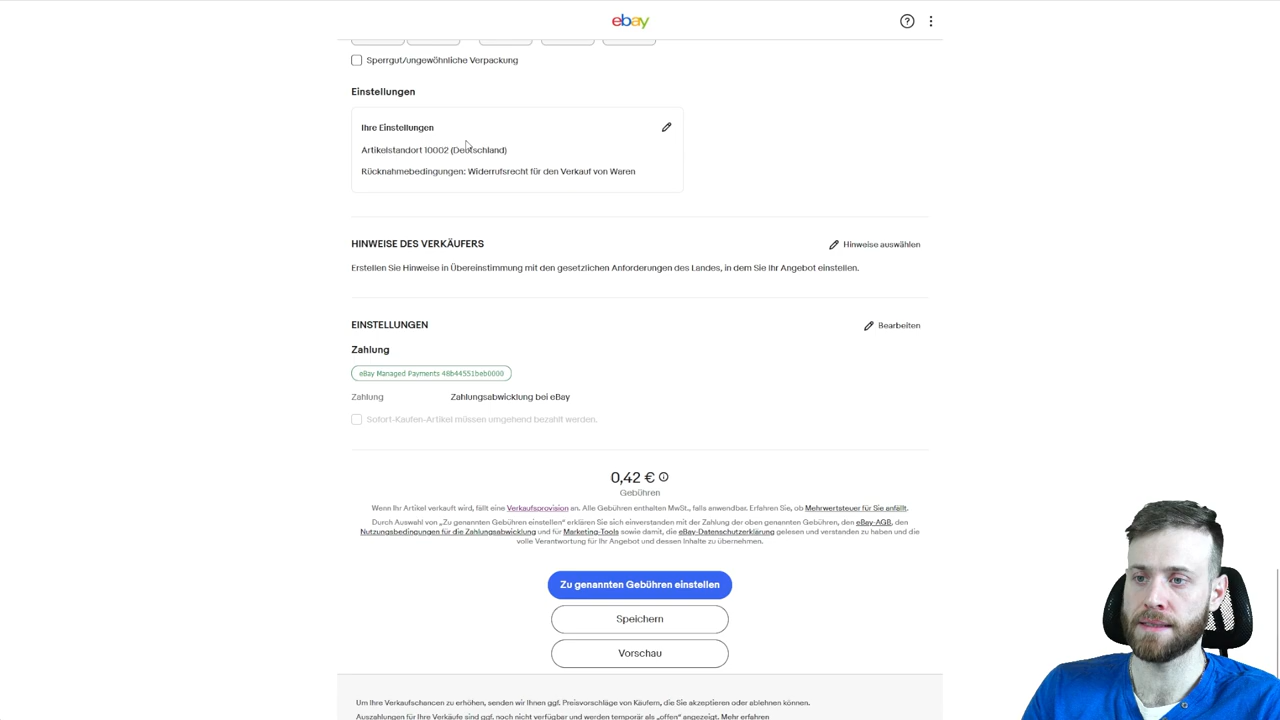 ebay
Sperrgut/ungewöhnliche Verpackung
Einstellungen
Ihre Einstellungen
Artikelstandort 10002 (Deutschland)
Rücknahmebedingungen: Widerrufsrecht für den Verkauf von Waren
HINWEISE DES VERKÄUFERS
Hinweise auswählen
Erstellen Sie Hinweise in Übereinstimmung mit den gesetzlichen Anforderungen des Landes, in dem Sie Ihr Angebot einstellen.
EINSTELLUNGEN
Bearbeiten
Zahlung
eBay Managed Payments 48b44551beb0000
Zahlung Zahlungsabwicklung bei eBay
Sofort-Kaufen-Artikel müssen umgehend bezahlt werden.
0,42 €
Gebühren
Wenn Ihr Artikel verkauft wird, fällt eine Verkaufsprovision an. Alle Gebühren enthalten MwSt., falls anwendbar. Erfahren Sie, ob Mehrwertsteuer für Sie anfällt.
Durch Auswahl von „Zu genannten Gebühren einstellen“ erklären Sie sich einverstanden mit der Zahlung der oben genannten Gebühren, den eBay-AGB, den
Nutzungsbedingungen für die Zahlungsabwicklung und für Marketing-Tools sowie damit, die eBay-Datenschutzerklärung gelesen und verstanden zu haben und die
volle Verantwortung für Ihr Angebot und dessen Inhalte zu übernehmen.
Zu genannten Gebühren einstellen
Speichern
Vorschau
Um Ihre Verkaufschancen zu erhöhen, senden wir Ihnen ggf. Preisvorschläge von Käufern, die Sie akzeptieren oder ablehnen können.
Auszahlungen für Ihre Verkäufe sind ggf. noch nicht verfügbar und werden temporär als „offen“ angezeigt. Mehr erfahren